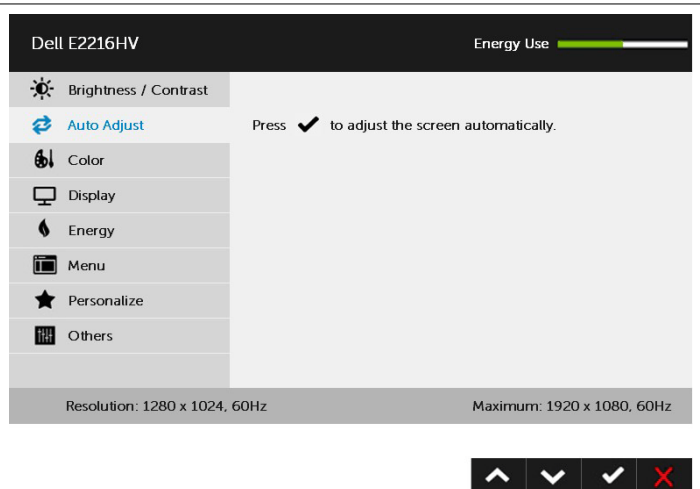 Dell E2216HV
Energy Use
Brightness / Contrast
Auto Adjust
Press ✔ to adjust the screen automatically.
Color
Display
Energy
Menu
Personalize
Others
Resolution: 1280 x 1024, 60Hz
Maximum: 1920 x 1080, 60Hz